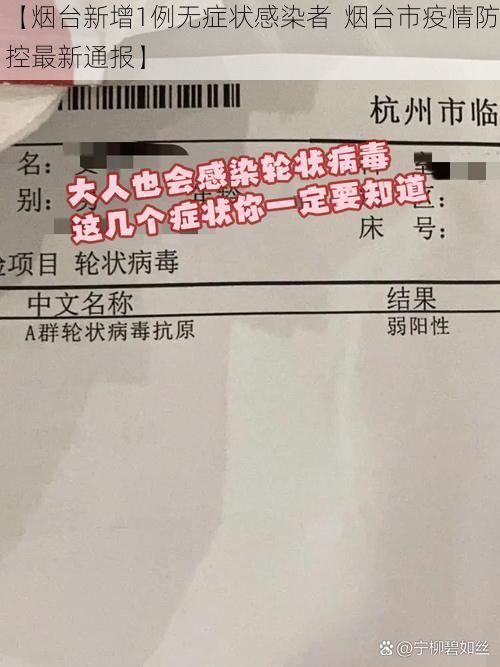 【烟台新增1例无症状感染者 烟台市疫情防
控最新通报】
杭州市临
名:
大人也会感染轮状病毒
这几个症状你一定要知道
别:
区:
床 号:
验项目 轮状病毒
中文名称 结果
A群轮状病毒抗原 弱阳性
@宁柳碧如丝